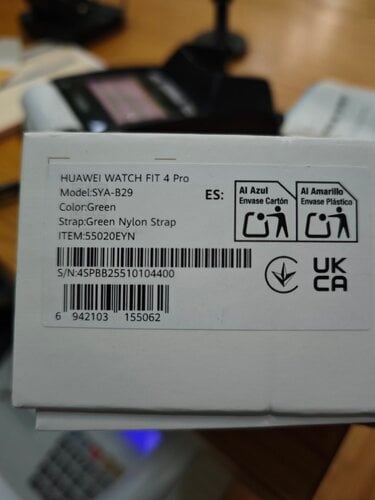 HUAWEI WATCH FIT 4 Pro
Model:SYA-B29
Color:Green
Strap:Green Nylon Strap
ITEM:55020EYN
S/N:4SPBB25510104400
6 942103 155062
ES:
Al Azul
Envase Cartón
Al Amarillo
Envase Plástico
UK
CA